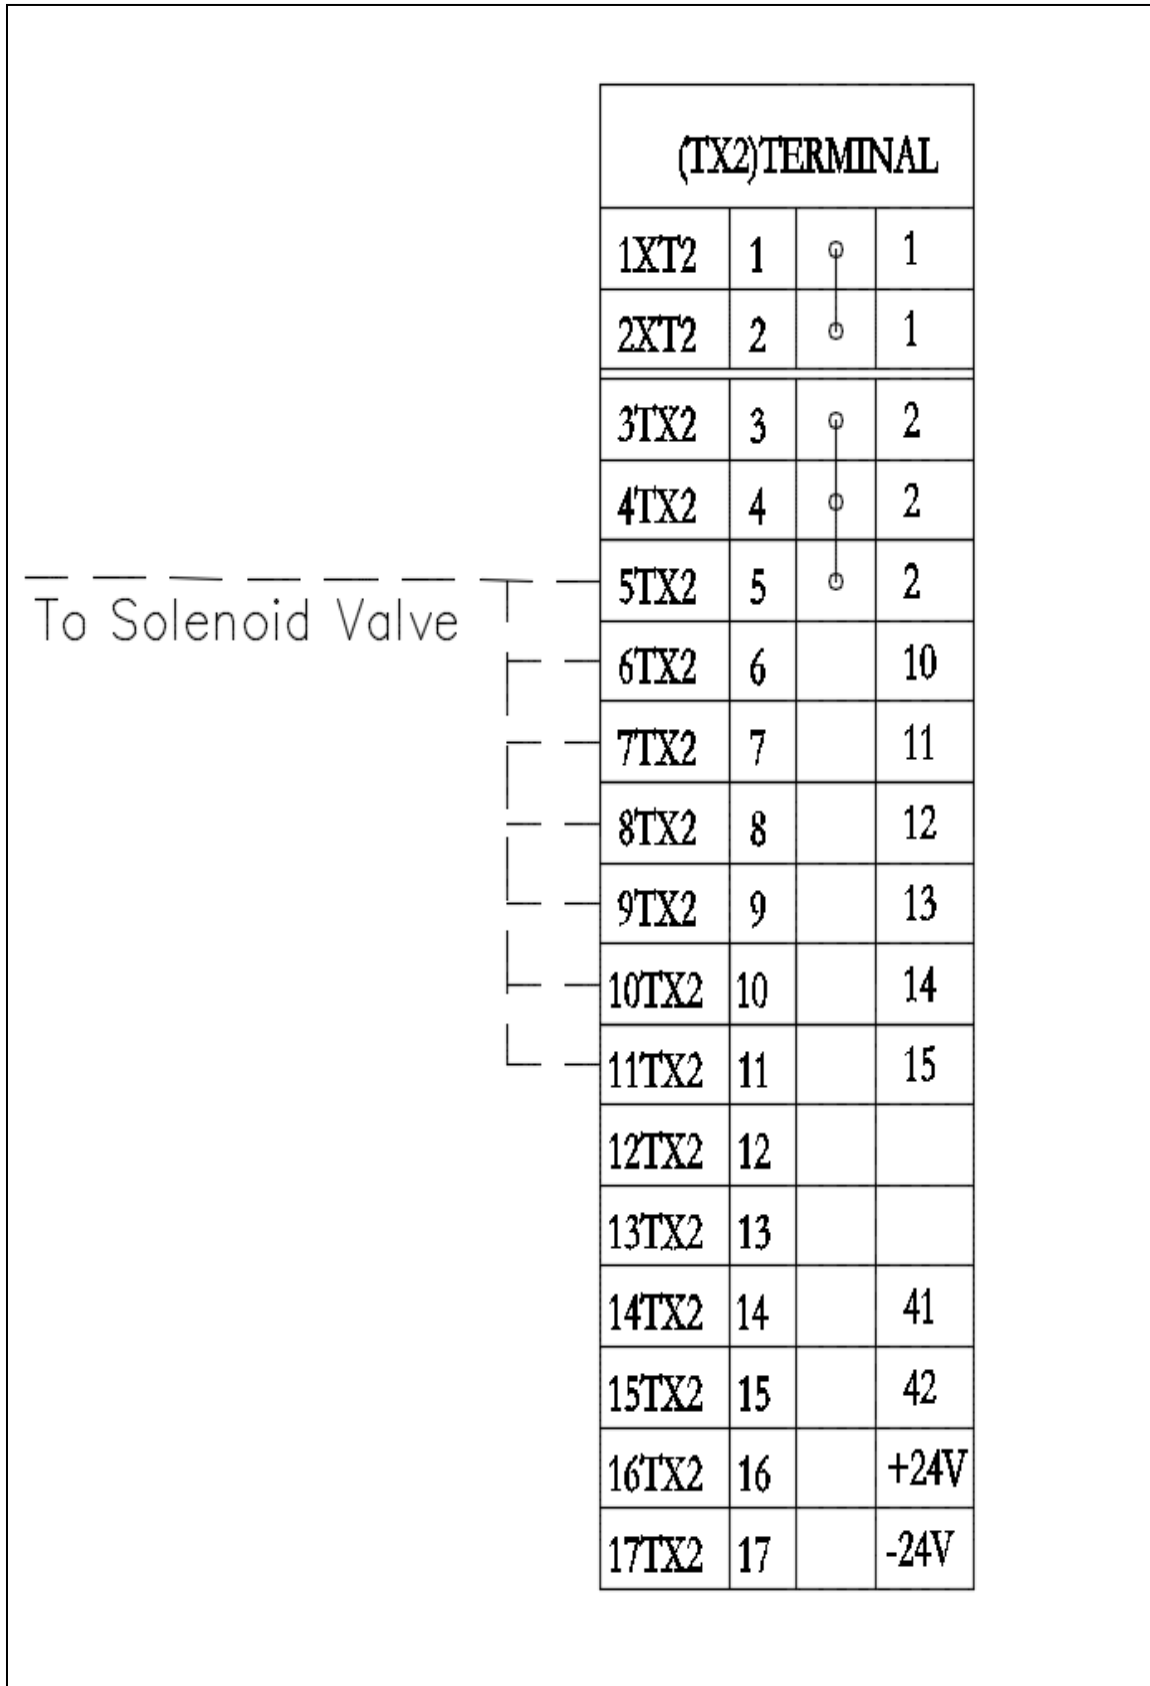 (TX2)TERMINAL
1XT2 1 1
2XT2 2 1
3TX2 3 2
4TX2 4 2
5TX2 5 2
To Solenoid Valve
6TX2 6 10
7TX2 7 11
8TX2 8 12
9TX2 9 13
10TX2 10 14
11TX2 11 15
12TX2 12
13TX2 13
14TX2 14 41
15TX2 15 42
16TX2 16 +24V
17TX2 17 -24V